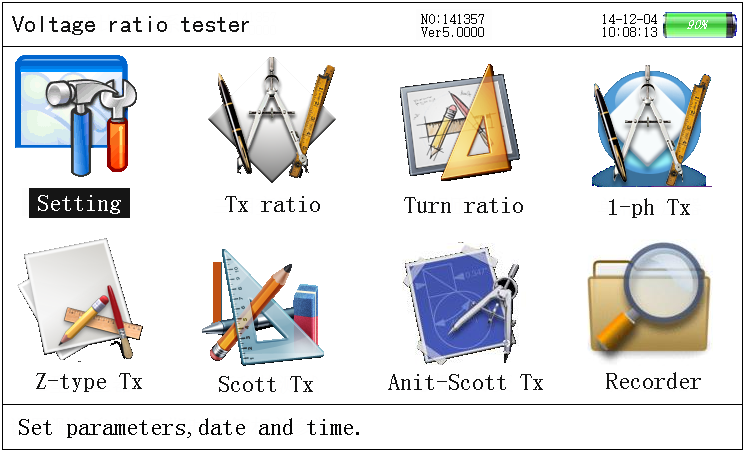 Voltage ratio tester
NO:141357
Ver5.0000
14-12-04
10:08:13
90%
Setting
Tx ratio
Turn ratio
1-ph Tx
Z-type Tx
Scott Tx
Anit-Scott Tx
Recorder
Set parameters,date and time.